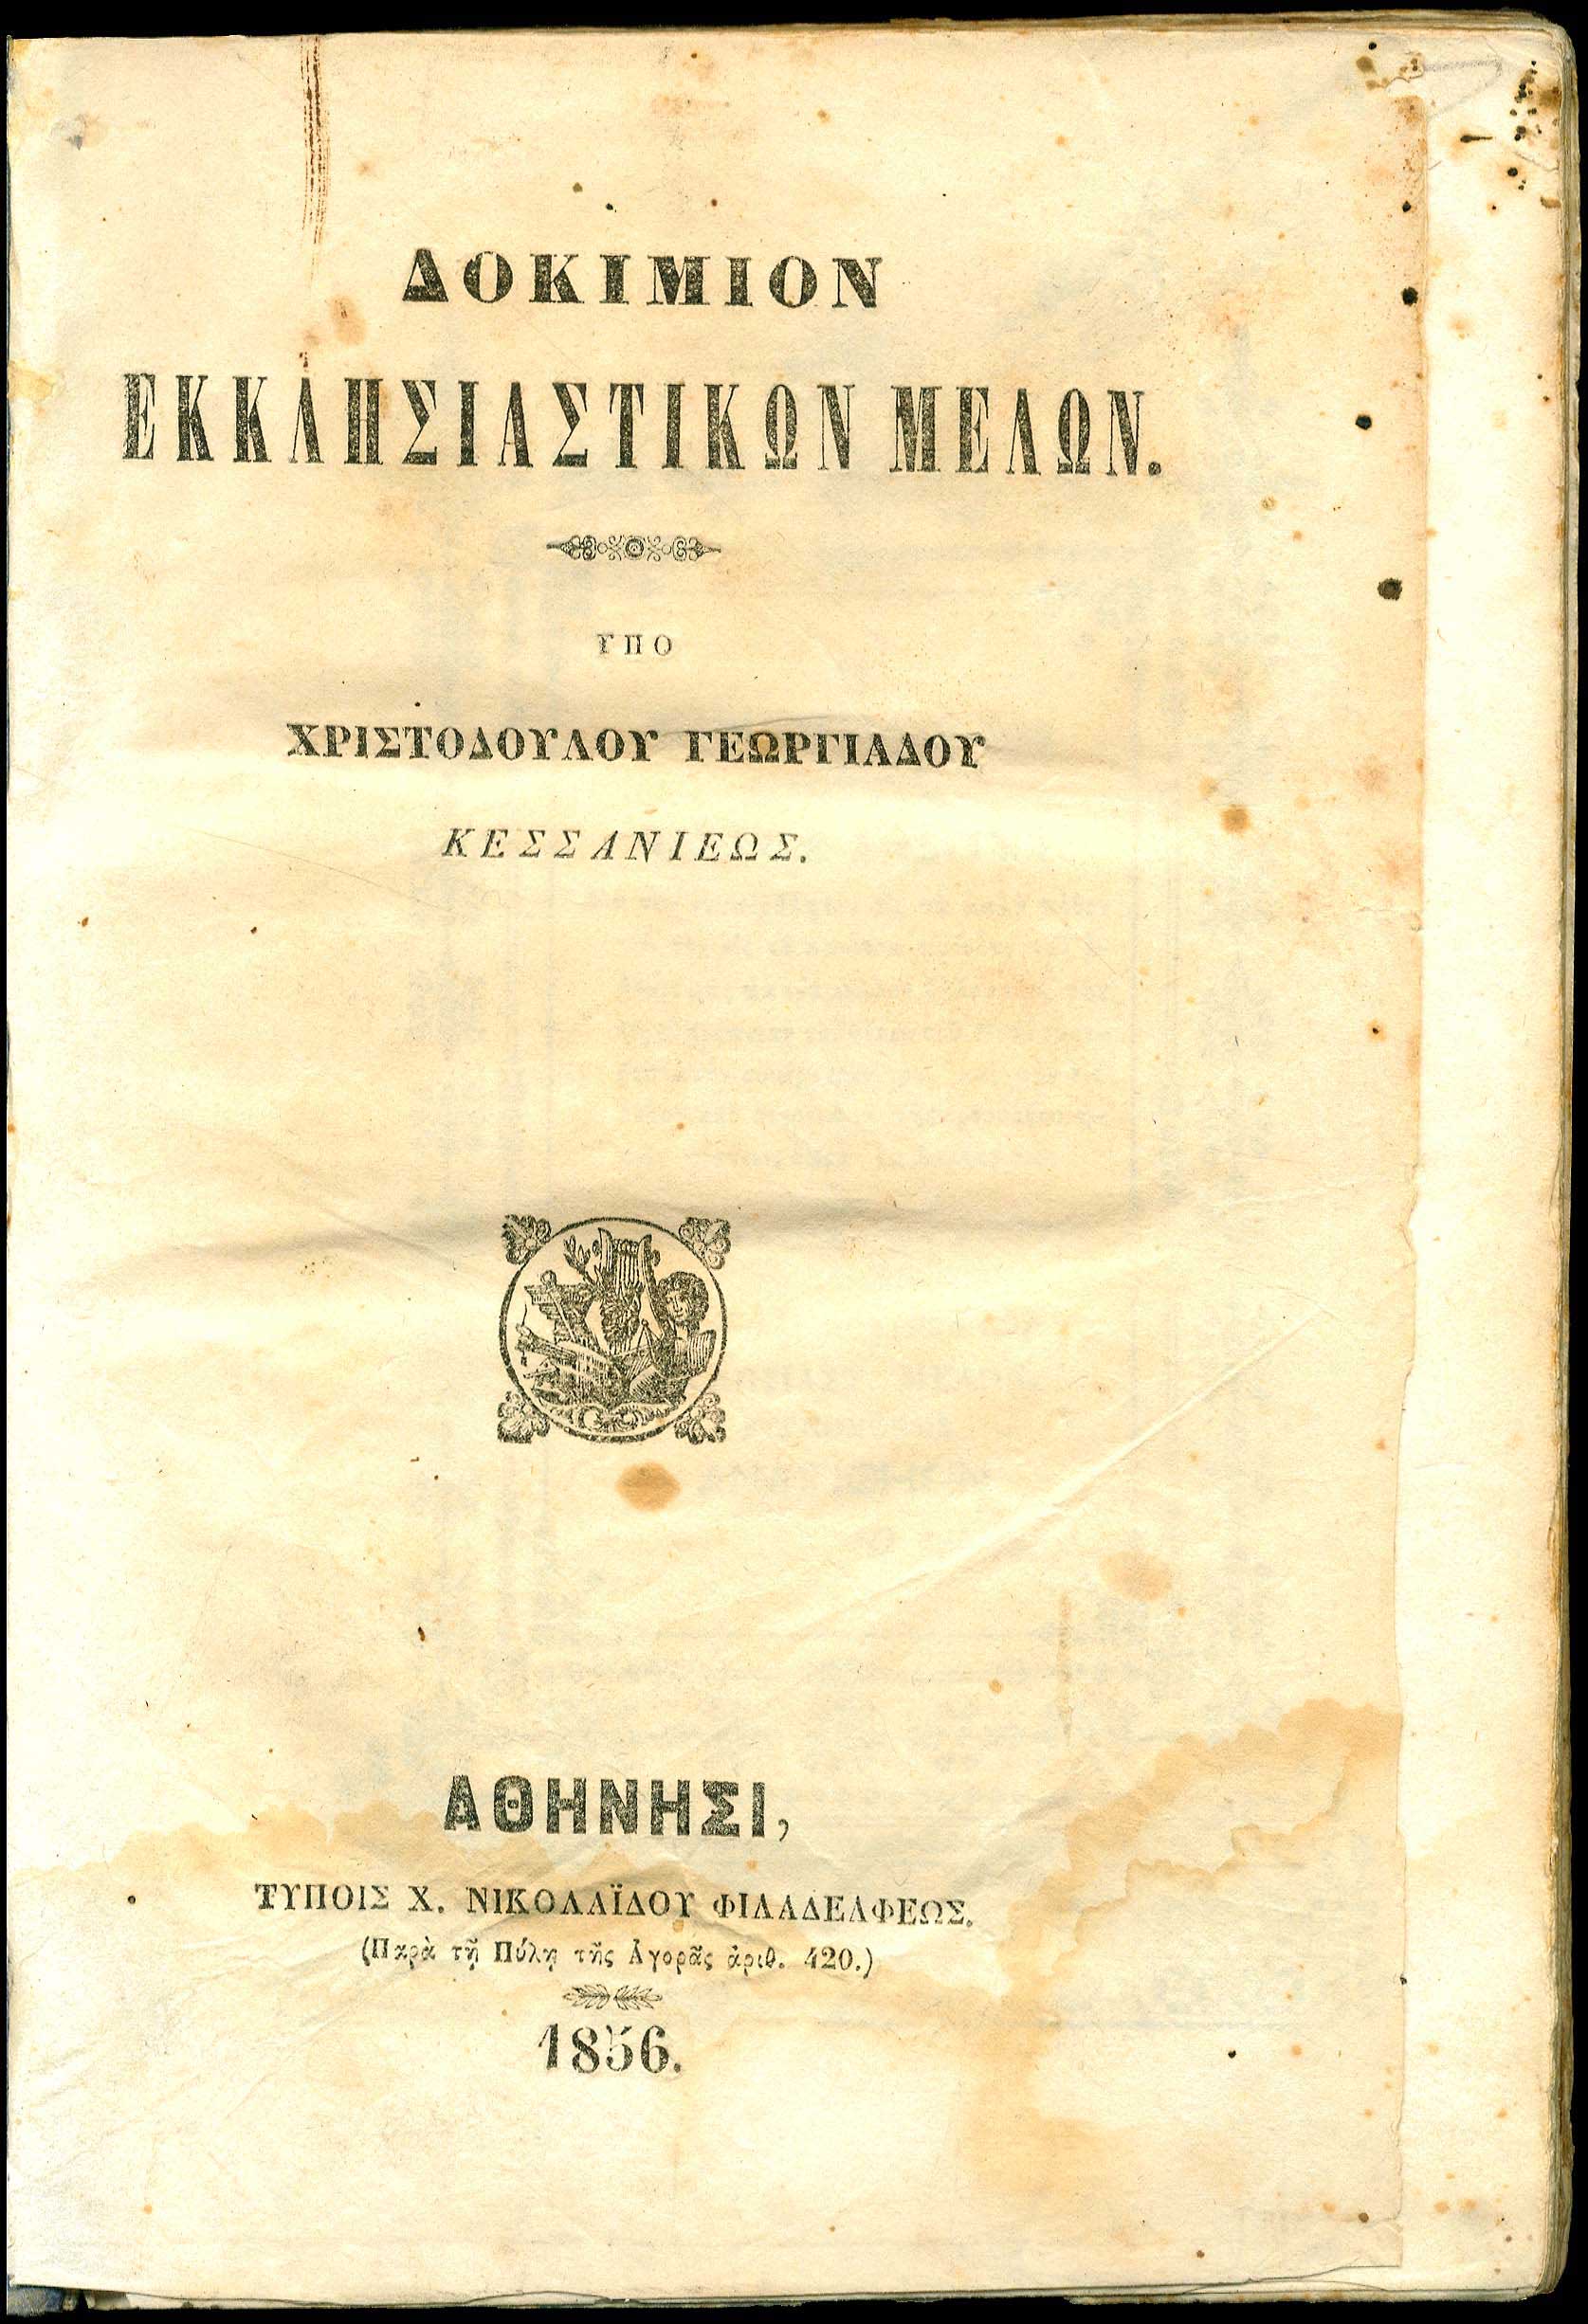 ΔΟΚΙΜΙΟΝ
ΕΚΚΛΗΣΙΑΣΤΙΚΩΝ ΜΕΛΩΝ.
ΥΠΟ
ΧΡΙΣΤΟΔΟΥΛΟΥ ΓΕΩΡΓΙΑΔΟΥ
ΚΕΣΣΑΝΙΕΩΣ.
ΑΘΗΝΗΣΙ,
ΤΥΠΟΙΣ Χ. ΝΙΚΟΛΑΪΔΟΥ ΦΙΛΑΔΕΛΦΕΩΣ.
(Παρὰ τῇ Πύλῃ τῆς Ἀγορᾶς ἀριθ. 420.)
1856.